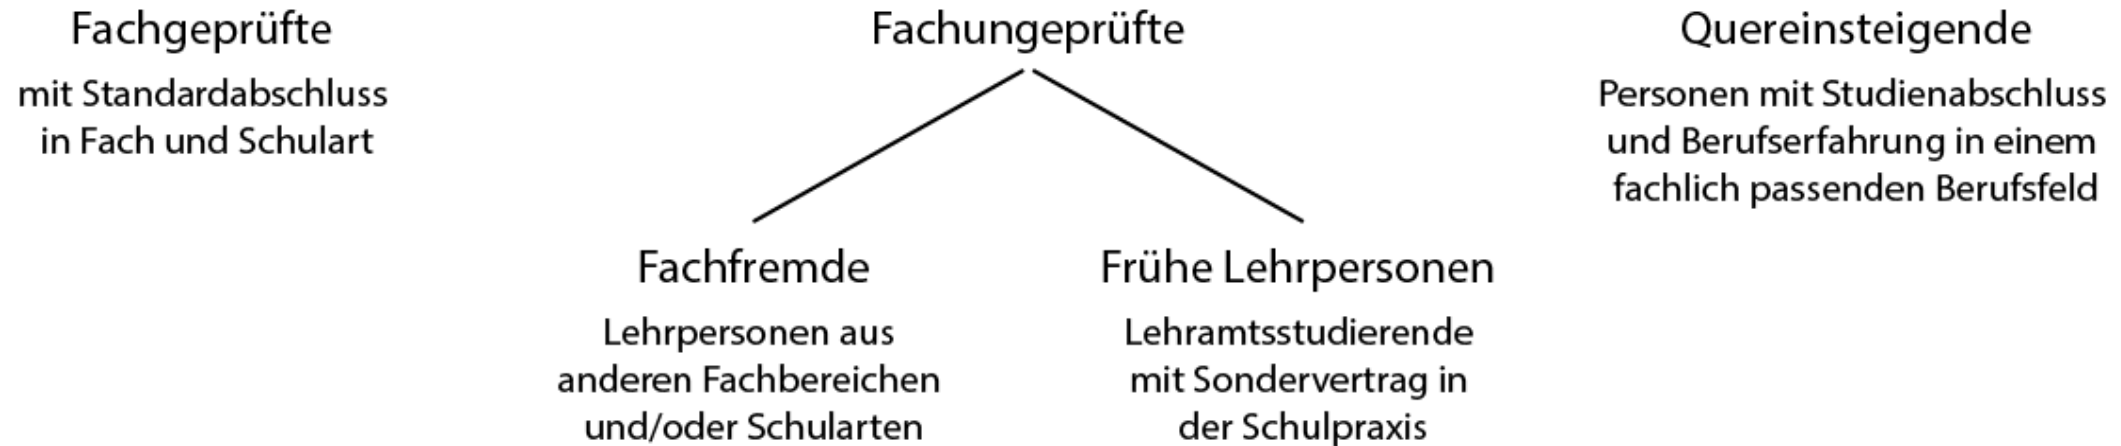 Fachgeprüfte
mit Standardabschluss
in Fach und Schulart
Fachungeprüfte
Fachfremde
Lehrpersonen aus
anderen Fachbereichen
und/oder Schularten
Frühe Lehrpersonen
Lehramtsstudierende
mit Sondervertrag in
der Schulpraxis
Quereinsteigende
Personen mit Studienabschluss
und Berufserfahrung in einem
fachlich passenden Berufsfeld